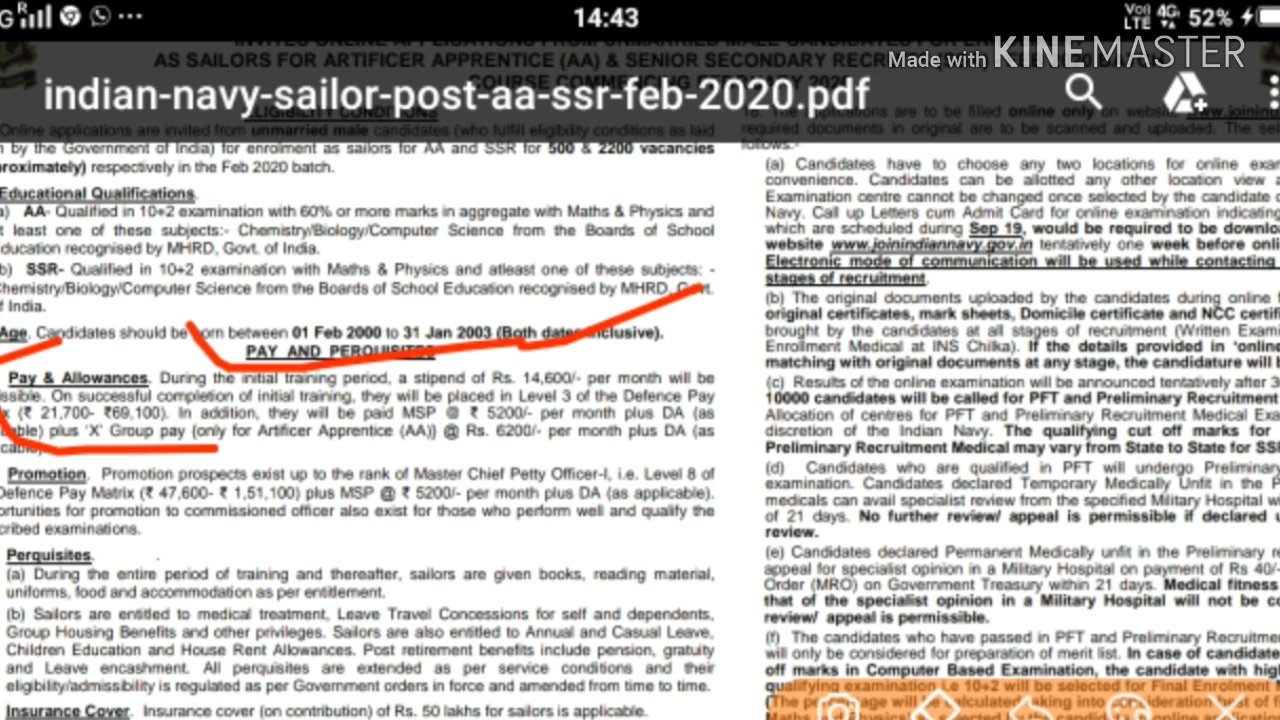 14:43
VoI) 4G 52%
LTE
Made with KINEMASTER
INVITES ONLINE APPLICATIONS FROM UNMARRIED MALE CANDIDATES FOR
AS SAILORS FOR ARTIFICER APPRENTICE (AA) & SENIOR SECONDARY
indian-navy-sailor-post-aa-ssr-feb-2020.pdf
ELIGIBILITY CONDITIONS
Online applications are invited from unmarried male candidates (who fulfill eligibility conditions as laid
by the Government of India) for enrolment as sailors for AA and SSR for 500 & 2200 vacancies
respectively in the Feb 2020 batch.
Educational Qualifications.
AA- Qualified in 10+2 examination with 60% or more marks in aggregate with Maths & Physics and
least one of these subjects:- Chemistry/Biology/Computer Science from the Boards of School
recognised by MHRD, Govt. of India.
b) SSR- Qualified in 10+2 examination with Maths & Physics and atleast one of these subjects: -
from the Boards of School Education recognised by MHRD,
India.
Age. Candidates should be between 01 Feb 2000 to 31 Jan 2003 (Both
PAY AND PERQUISITES
Pay & Allowances. During the initial training period, a stipend of Rs. 14,600/- per month will be
On successful completion of initial training, they will be placed in Level 3 of the Defence Pay
(₹ 21,700- ₹69,100). In addition, they will be paid MSP @ ₹ 5200/- per month plus DA (as
plus 'X' Group pay (only for Artificer Apprentice (AA)) @ Rs. 6200/- per month plus DA (as
Promotion. Promotion prospects exist up to the rank of Master Chief Petty Officer-I, i.e. Level 8 of
Defence Pay Matrix (₹ 47,600- ₹ 1,51,100) plus MSP @ ₹ 5200/- per month plus DA (as applicable).
for promotion to commissioned officer also exist for those who perform well and qualify the
examinations.
Perquisites.
(a) During the entire period of training and thereafter, sailors are given books, reading material,
uniforms, food and accommodation as per entitlement.
(b) Sailors are entitled to medical treatment, Leave Travel Concessions for self and dependents,
Group Housing Benefits and other privileges. Sailors are also entitled to Annual and Casual Leave,
Children Education and House Rent Allowances. Post retirement benefits include pension, gratuity
and Leave encashment. All perquisites are extended as per service conditions and their
eligibility/admissibility is regulated as per Government orders in force and amended from time to time.
Insurance Cover. Insurance cover (on contribution) of Rs. 50 lakhs for sailors is applicable.
are to be filled online only on
required documents in original are to be scanned and uploaded. The
follows:-
(a) Candidates have to choose any two locations for online
convenience. Candidates can be allotted any other location view
Examination centre cannot be changed once selected by the candidate
Navy. Call up Letters cum Admit Card for online examination
which are scheduled during Sep 19, would be required to be
website www.joinindiannavy.gov.in tentatively one week before
Electronic mode of communication will be used while contacting
stages of recruitment.
(b) The original documents uploaded by the candidates during online
original certificates, mark sheets, Domicile certificate and NCC
brought by the candidates at all stages of recruitment (Written
Enrollment Medical at INS Chilka). If the details provided in
matching with original documents at any stage, the candidature will
(c) Results of the online examination will be announced tentatively after
10000 candidates will be called for PFT and Preliminary Recruitment
Allocation of centres for PFT and Preliminary Recruitment Medical
discretion of the Indian Navy. The qualifying cut off marks for
Preliminary Recruitment Medical may vary from State to State for
(d) Candidates who are qualified in PFT will undergo
examination. Candidates declared Temporary Medically Unfit in the
medicals can avail specialist review from the specified Military Hospital
of 21 days. No further review/ appeal is permissible if declared
review.
(e) Candidates declared Permanent Medically unfit in the Preliminary
appeal for specialist opinion in a Military Hospital on payment of Rs 40/-
Order (MRO) on Government Treasury within 21 days. Medical fitness
that of the specialist opinion in a Military Hospital will not be
review/ appeal is permissible.
(f) The candidates who have passed in PFT and Preliminary
will only be considered for preparation of merit list. In case of
off marks in Computer Based Examination, the candidate with
qualifying examination i.e 10+2 will be selected for Final